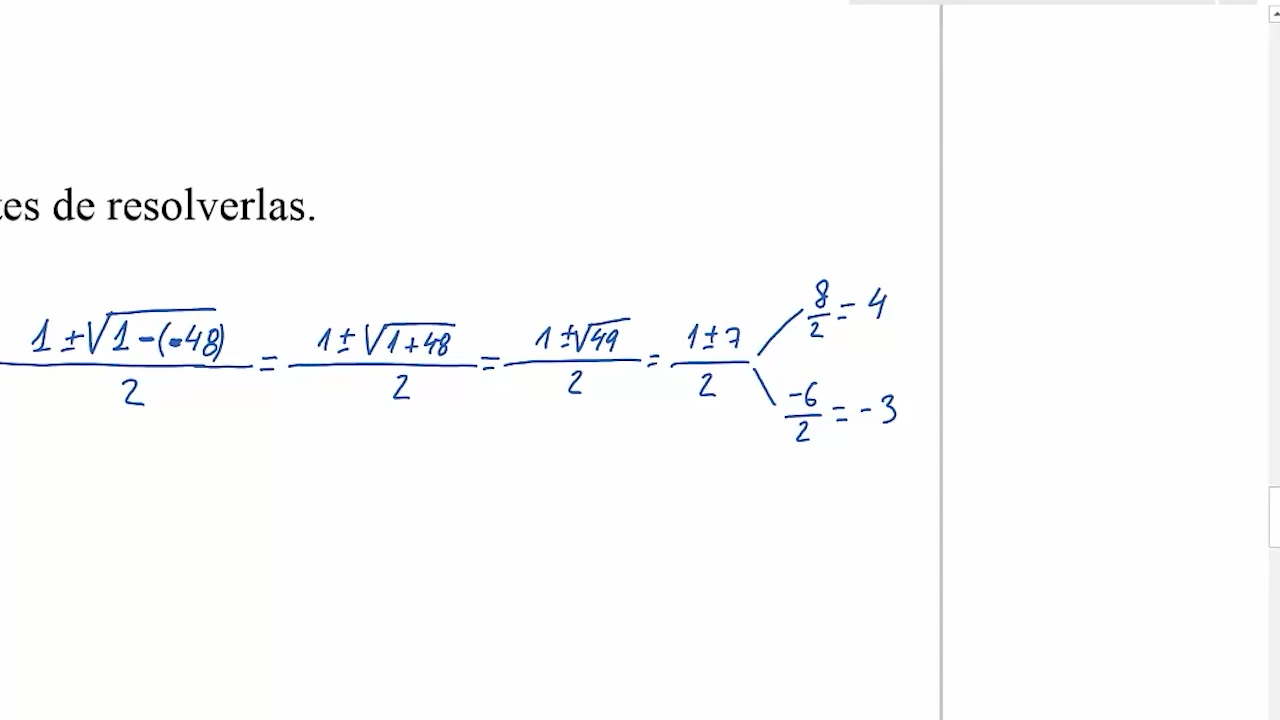 tes de resolverlas.
1 ± √1 - (-48) / 2 = 1 ± √1 + 48 / 2 = 1 ± √49 / 2 = 1 ± 7 / 2
8/2 = 4
-6/2 = -3